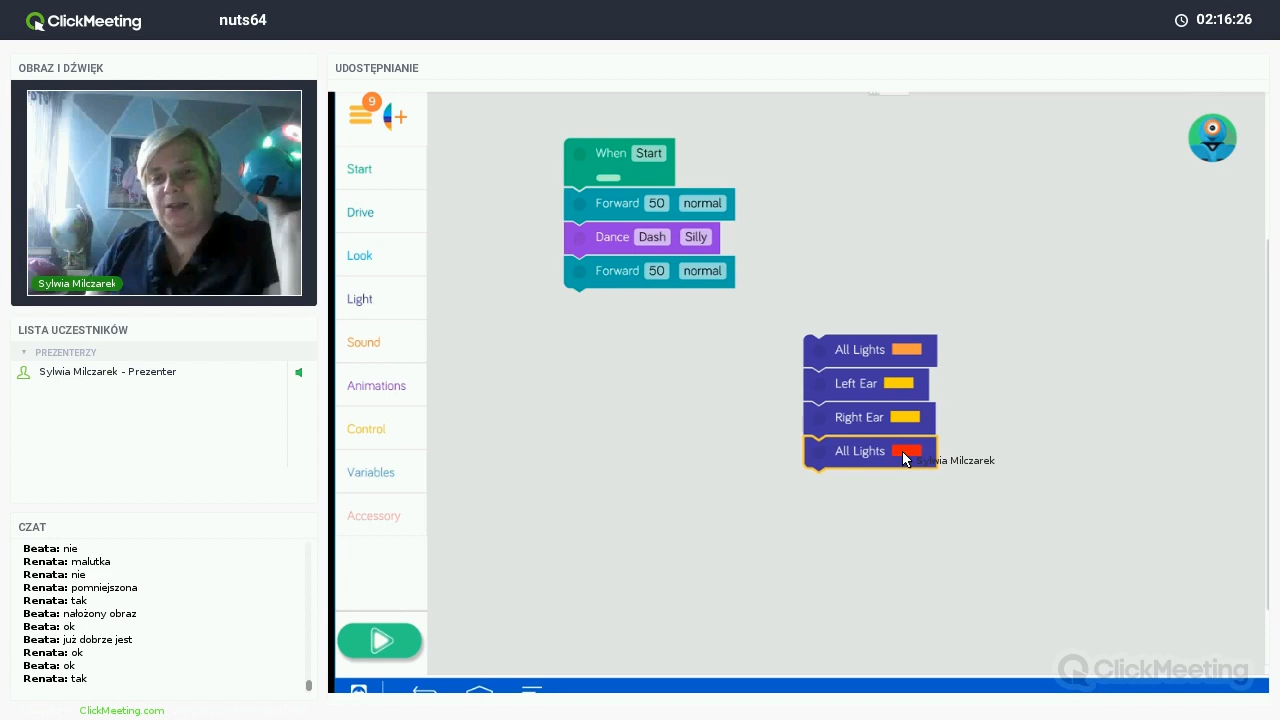 ClickMeeting
nuts64
02:16:26
OBRAZ I DŹWIĘK
Sylwia Milczarek
LISTA UCZESTNIKÓW
PREZENTERZY
Sylwia Milczarek - Prezenter
CZAT
Beata: nie
Renata: malutka
Renata: nie
Renata: pomniejszona
Renata: tak
Beata: nałożony obraz
Beata: ok
Beata: już dobrze jest
Renata: ok
Beata: ok
Renata: tak
ClickMeeting.com
UDOSTĘPNIANIE
9
Start
Drive
Look
Light
Sound
Animations
Control
Variables
Accessory
When Start
Forward 50 normal
Dance Dash Silly
Forward 50 normal
All Lights
Left Ear
Right Ear
All Lights
Sylwia Milczarek
ClickMeeting